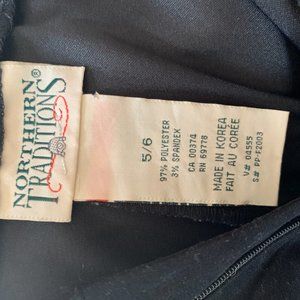 NORTHERN®
TRADITIONS
5/6
97% POLYESTER
3% SPANDEX
CA 00374
RN 69778
MADE IN KOREA
FAIT AU CORÉE
V# 04555
S# PP-F2003